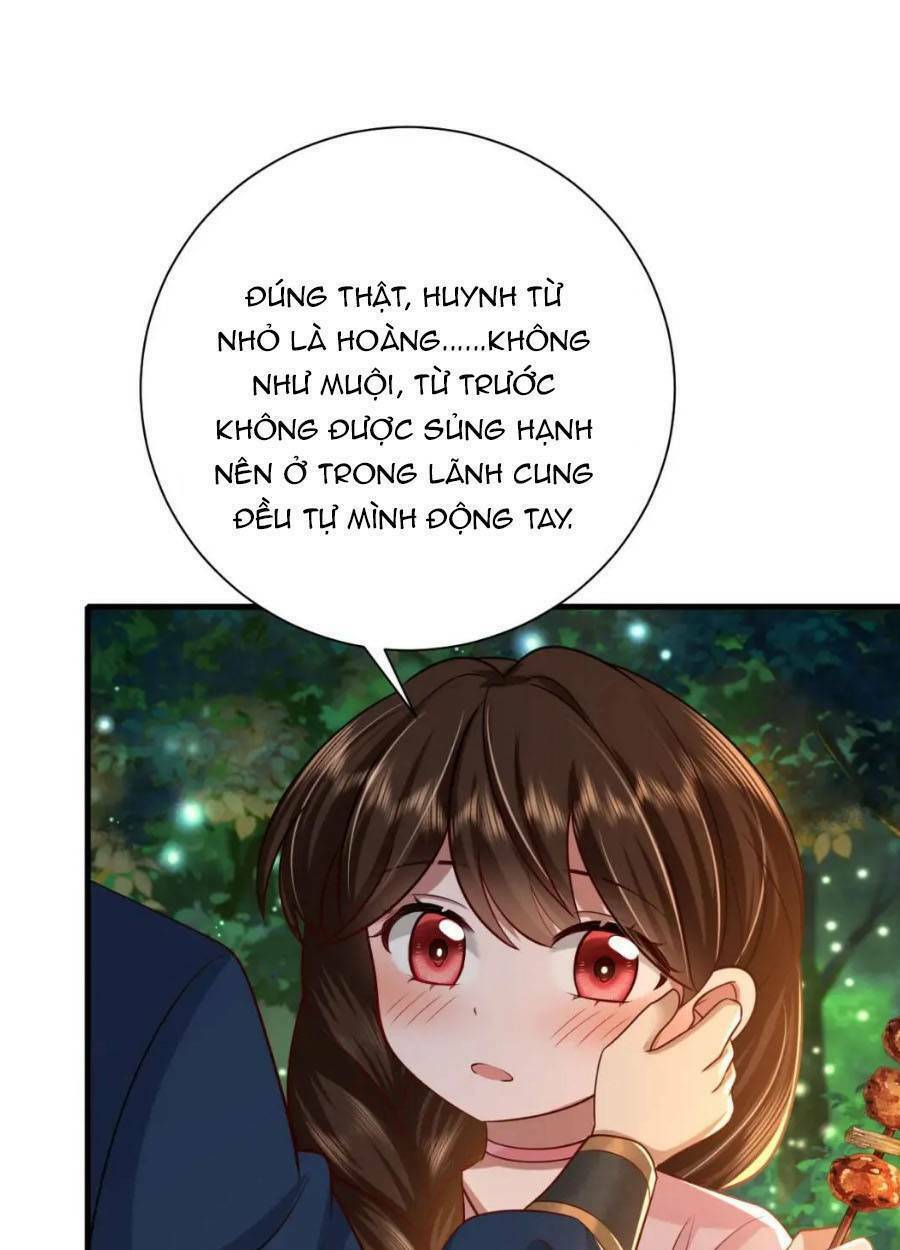 ĐÚNG THẬT, HUYNH TỪ
NHỎ LÀ HOÀNG......KHÔNG
NHƯ MUỘI, TỪ TRƯỚC
KHÔNG ĐƯỢC SỦNG HẠNH
NÊN Ở TRONG LÃNH CUNG
ĐỀU TỰ MÌNH ĐỘNG TAY.